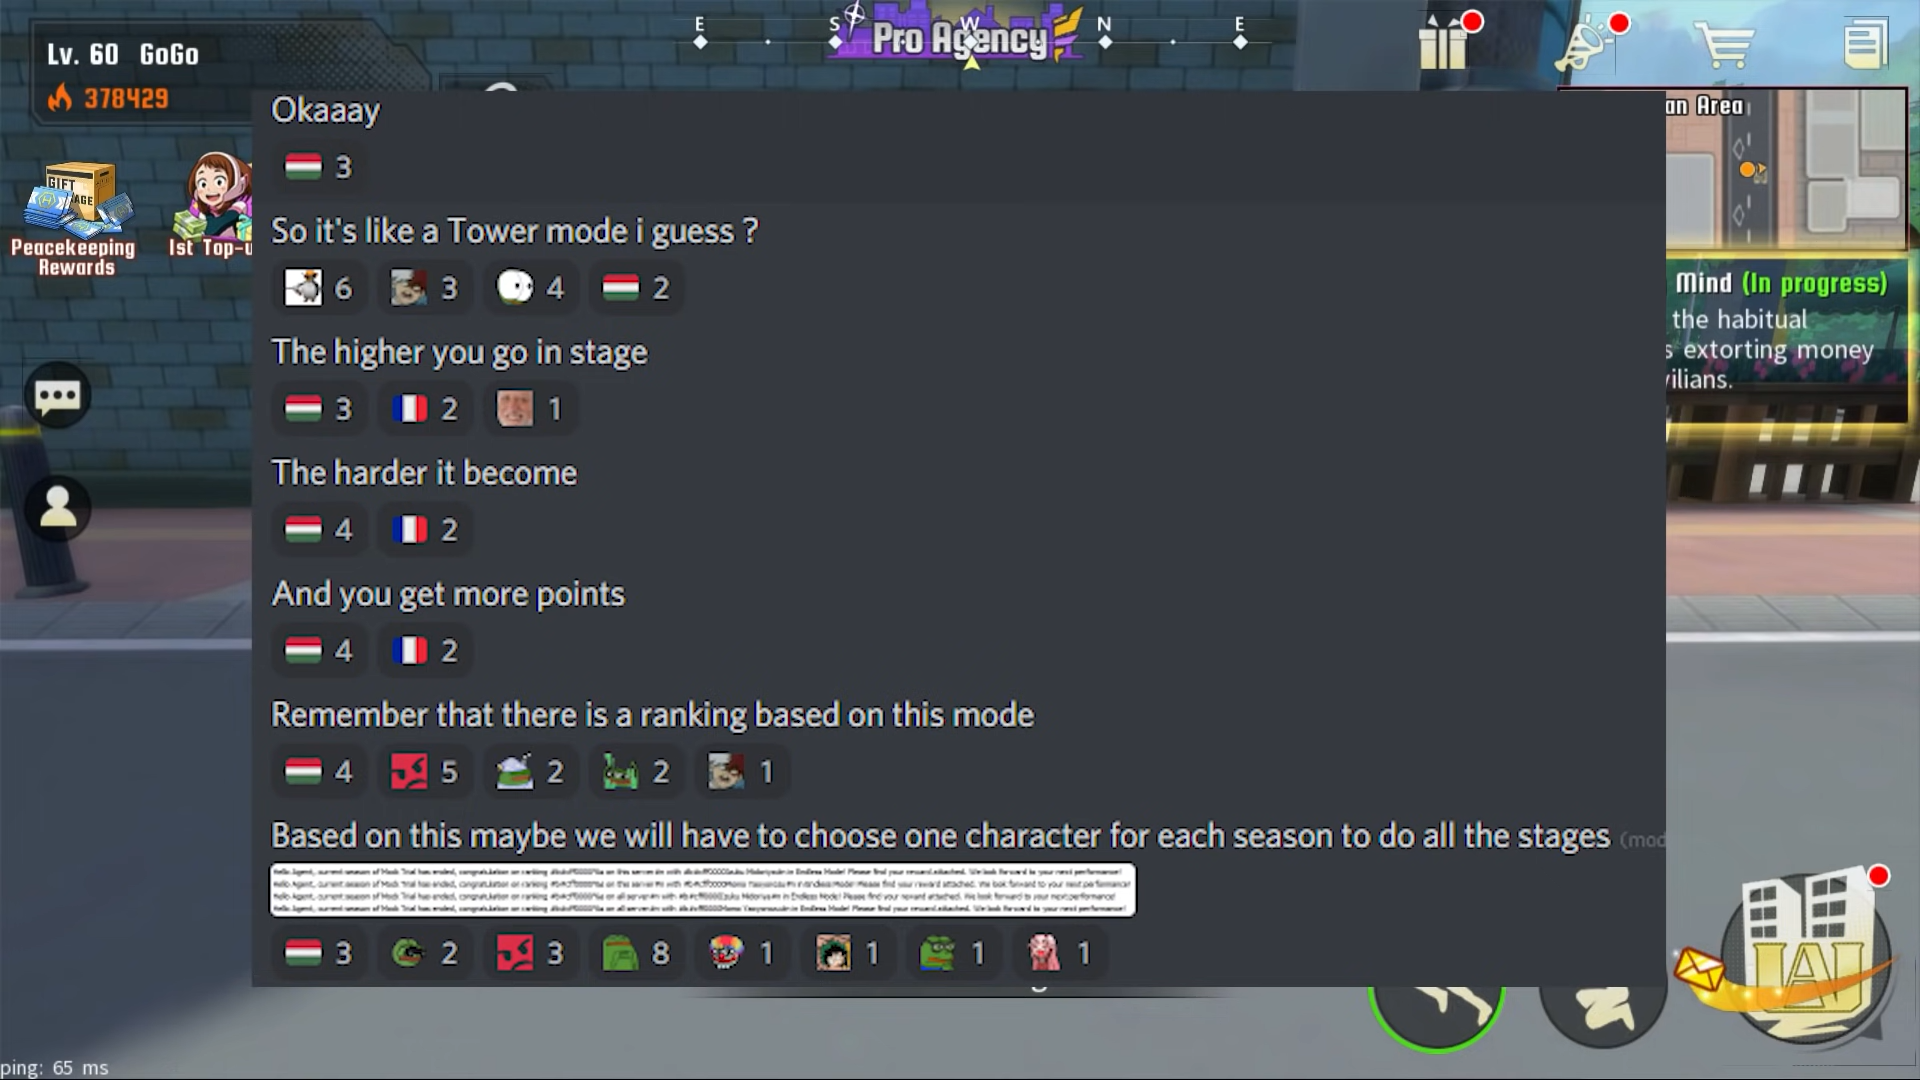 E S W N E
Pro Agency
Lv. 60 GoGo
378429
GIFT
Peacekeeping
Rewards
1st Top-u
an Area
Mind (In progress)
the habitual
s extorting money
vilians.
Okaaay
3
So it's like a Tower mode i guess ?
6 3 4 2
The higher you go in stage
3 2 1
The harder it become
4 2
And you get more points
4 2
Remember that there is a ranking based on this mode
4 5 2 2 1
Based on this maybe we will have to choose one character for each season to do all the stages (mod
3 2 3 8 1 1 1 1
ping: 65 ms